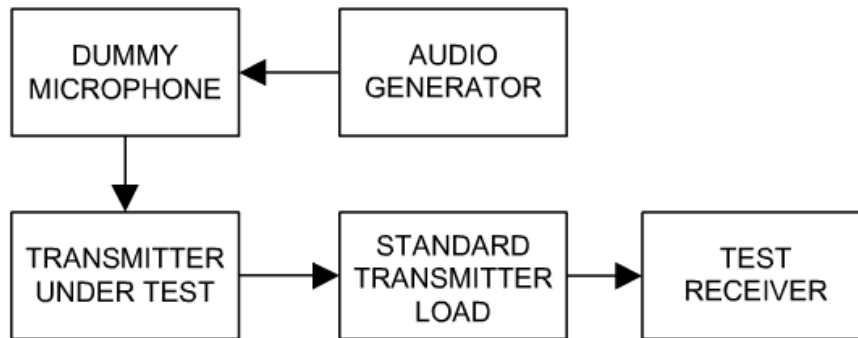 DUMMY
MICROPHONE
AUDIO
GENERATOR
TRANSMITTER
UNDER TEST
STANDARD
TRANSMITTER
LOAD
TEST
RECEIVER